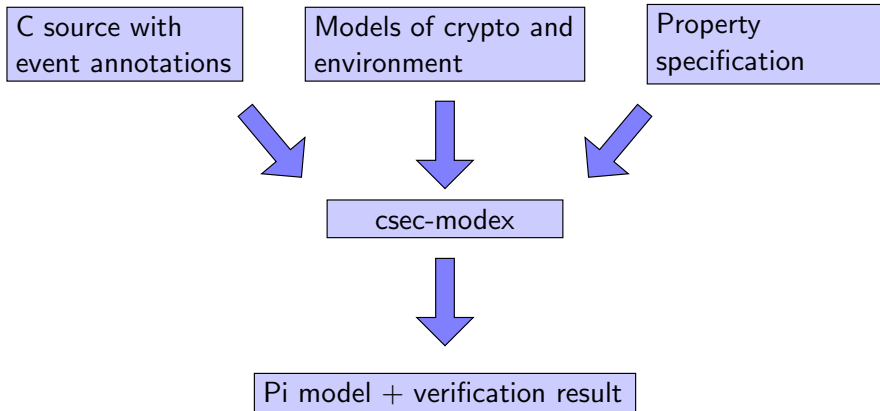 C source with
event annotations
Models of crypto and
environment
Property
specification
csec-modex
Pi model + verification result